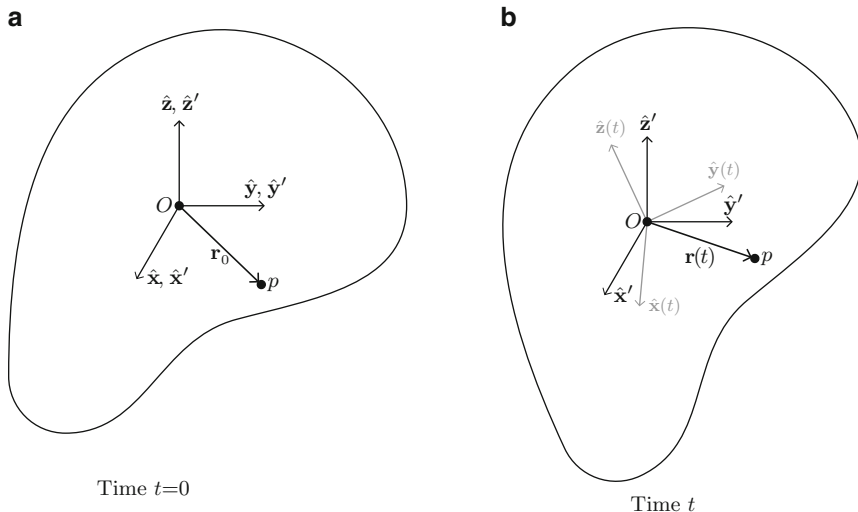 a
ẑ, ẑ′
O
ŷ, ŷ′
r₀
x̂, x̂′
p
Time t=0
b
ẑ′
ẑ(t)
ŷ(t)
ŷ′
O
r(t)
p
x̂′
x̂(t)
Time t